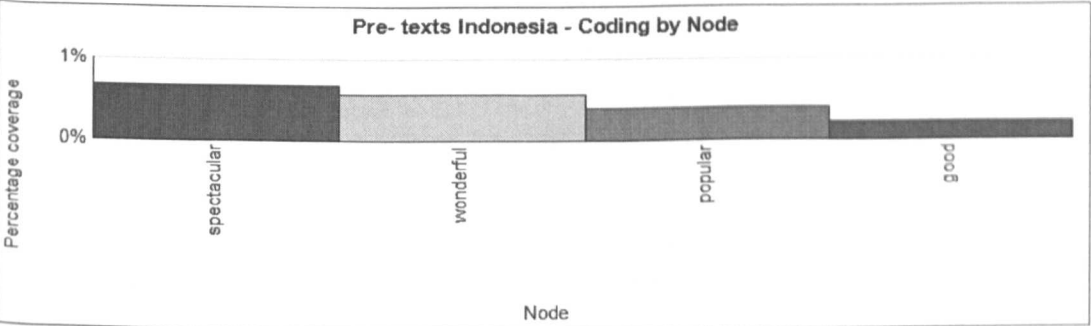 Pre- texts Indonesia - Coding by Node
1%
0%
Percentage coverage
spectacular
wonderful
popular
good
Node